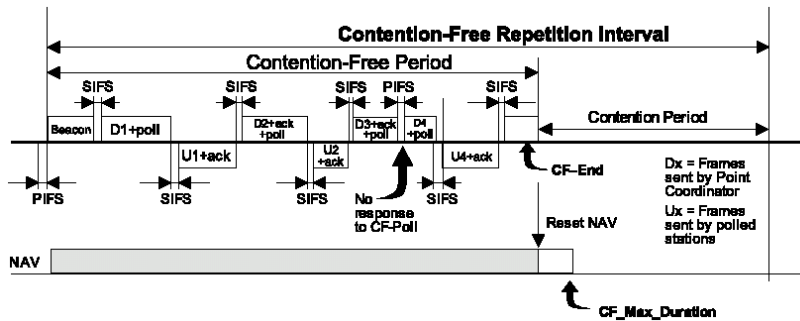 Contention-Free Repetition Interval
Contention-Free Period
SIFS
SIFS
SIFS
PIFS
SIFS
Contention Period
Beacon
D1+poll
D2+ack
+poll
D3+ack
+poll
D4
+poll
U1+ack
U2
+ack
U4+ack
CF-End
Dx = Frames
sent by Point
Coordinator
Ux = Frames
sent by polled
stations
PIFS
SIFS
SIFS
No
response
to CF-Poll
SIFS
Reset NAV
NAV
CF_Max_Duration